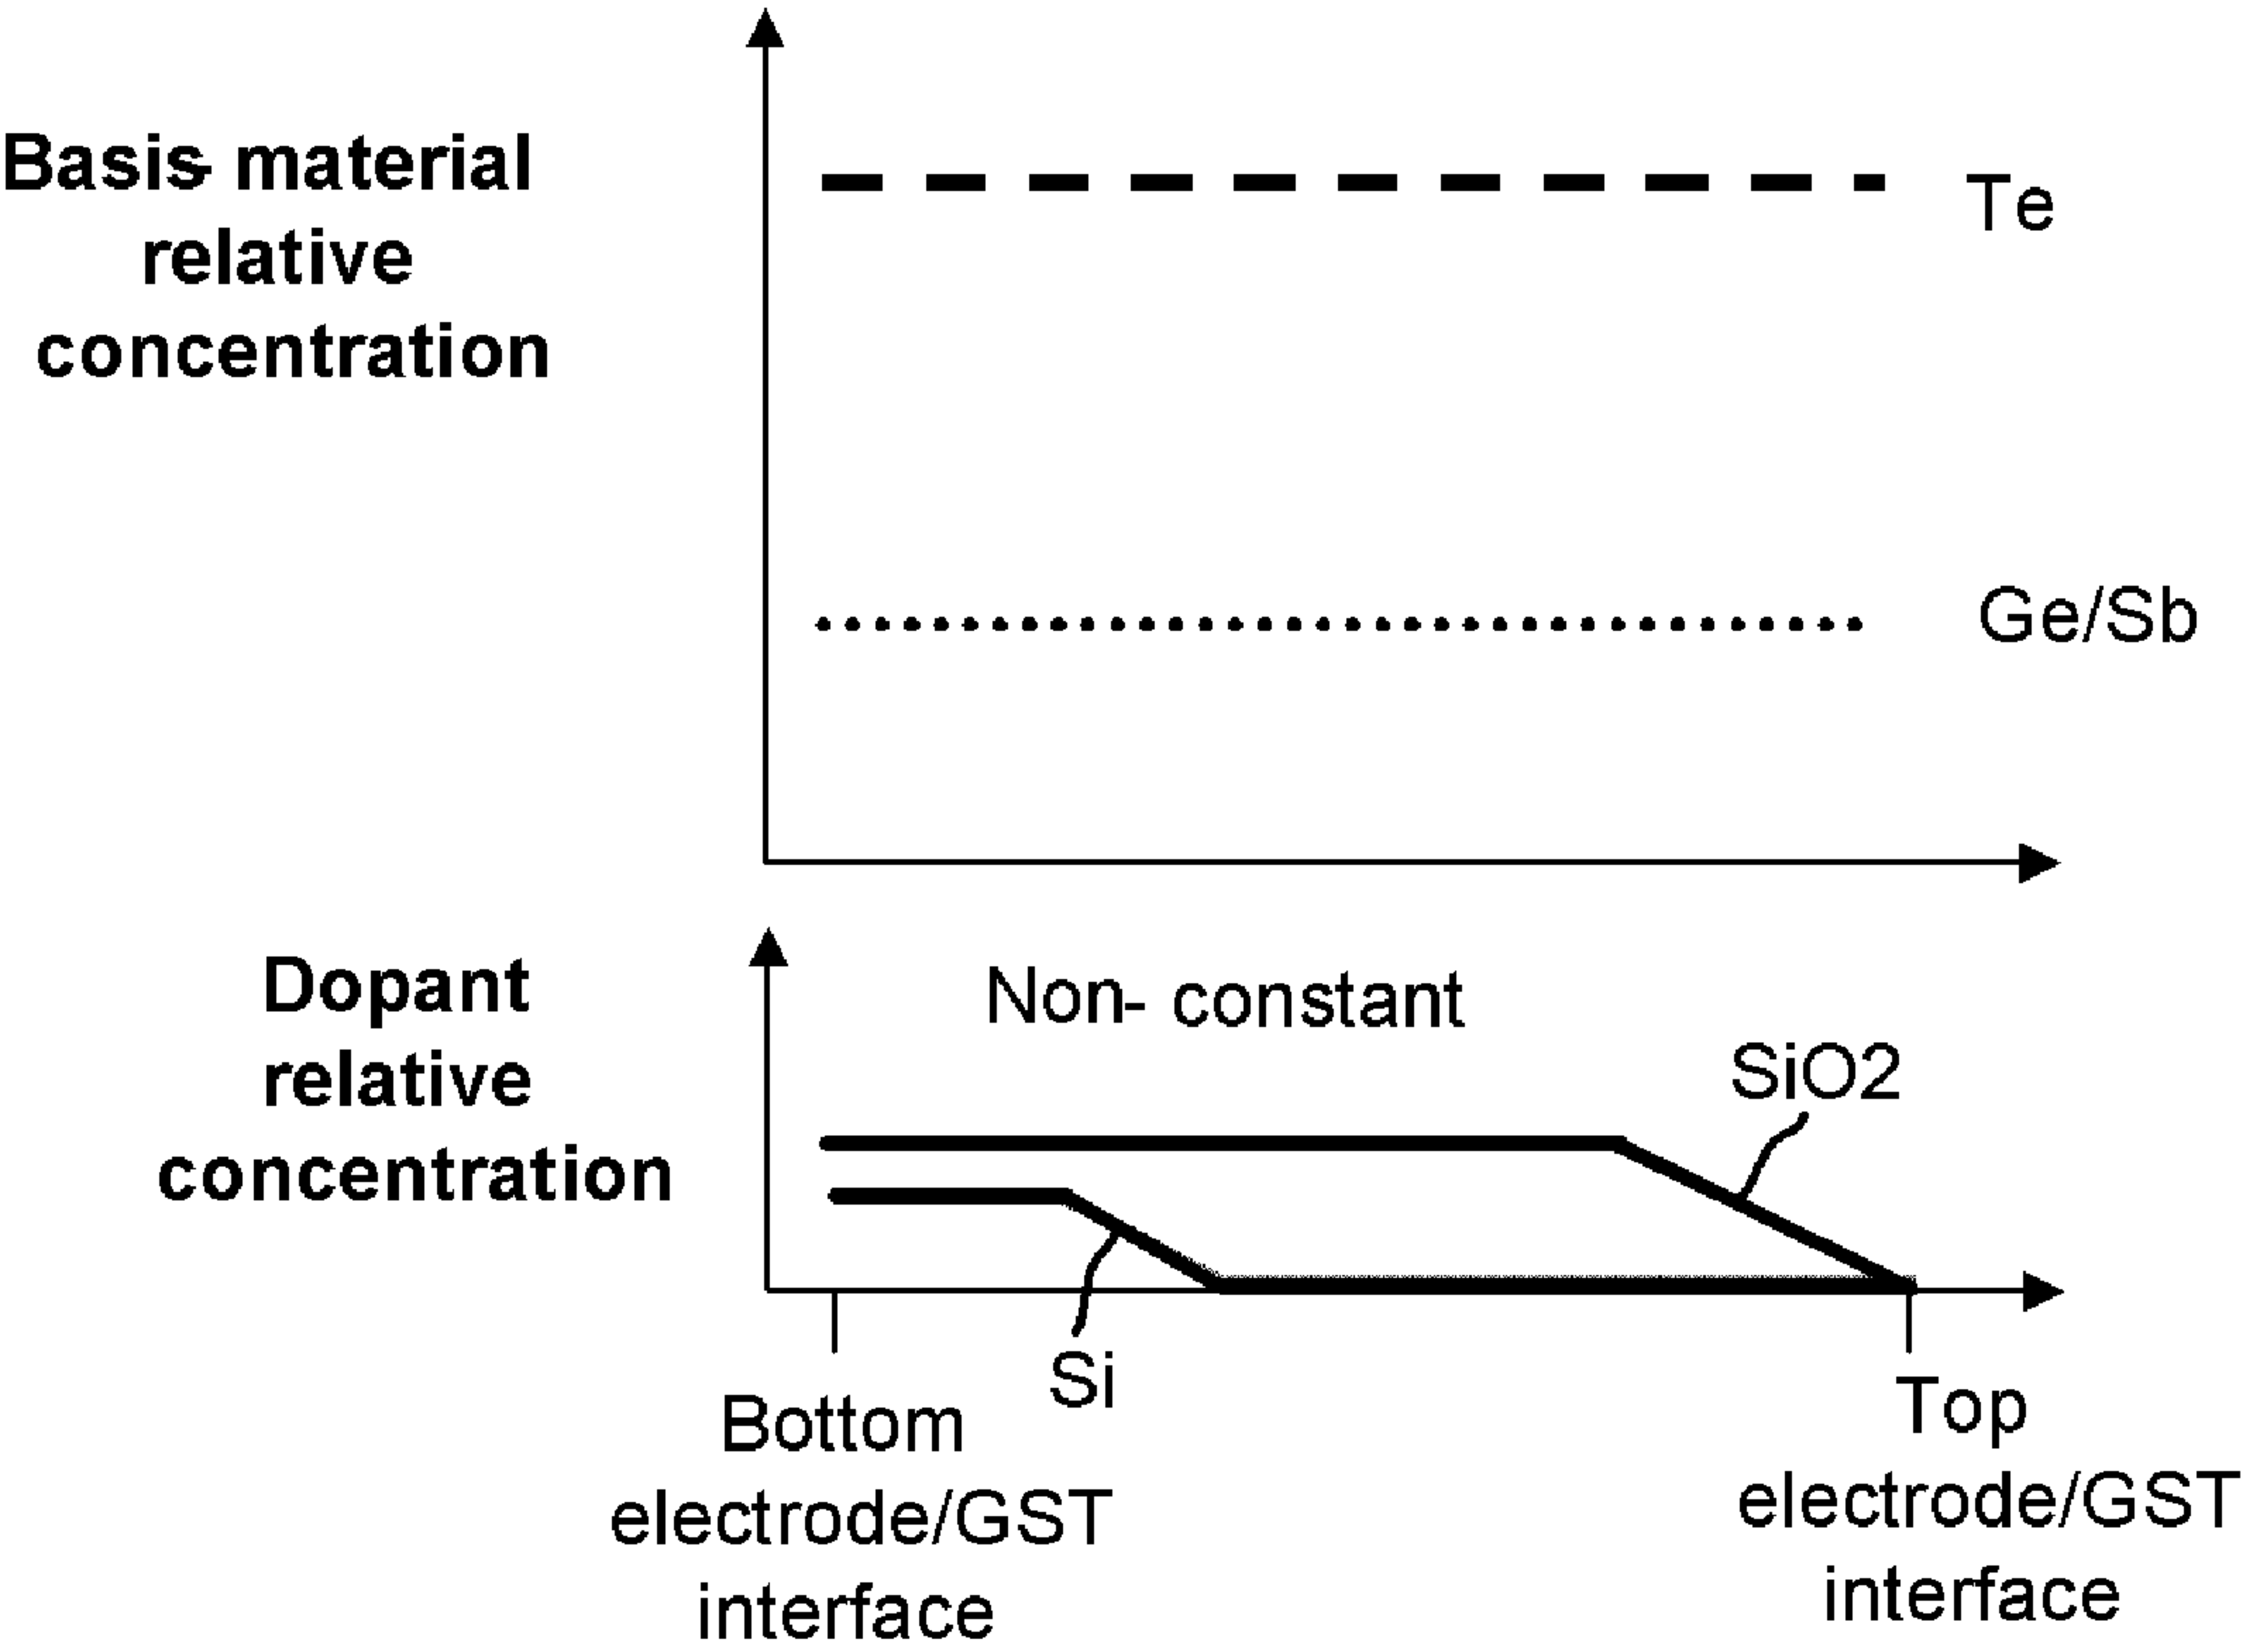 Basis material
relative
concentration
Te
Ge/Sb
Dopant
relative
concentration
Non- constant
SiO2
Si
Bottom
electrode/GST
interface
Top
electrode/GST
interface